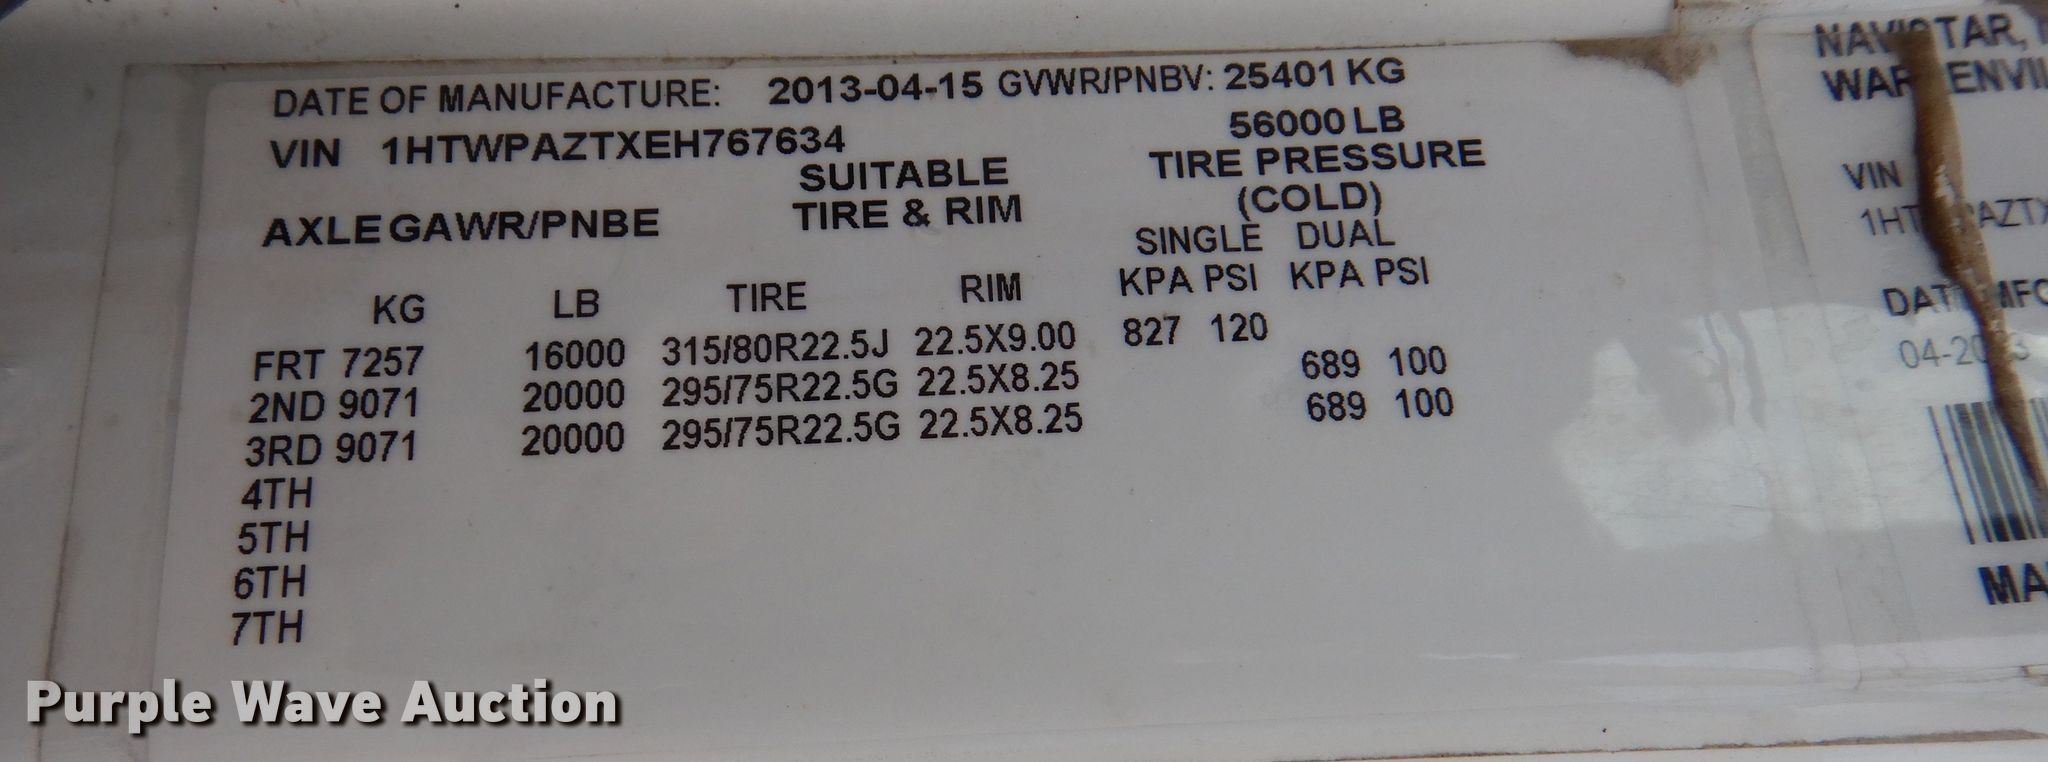 DATE OF MANUFACTURE: 2013-04-15 GVWR/PNBV: 25401 KG
56000 LB
VIN 1HTWPAZTXEH767634
SUITABLE TIRE PRESSURE
AXLE GAWR/PNBE TIRE & RIM (COLD)
SINGLE DUAL
KG LB TIRE RIM KPA PSI KPA PSI
FRT 7257 16000 315/80R22.5J 22.5X9.00 827 120
2ND 9071 20000 295/75R22.5G 22.5X8.25 689 100
3RD 9071 20000 295/75R22.5G 22.5X8.25 689 100
4TH
5TH
6TH
7TH
VIN
Purple Wave Auction